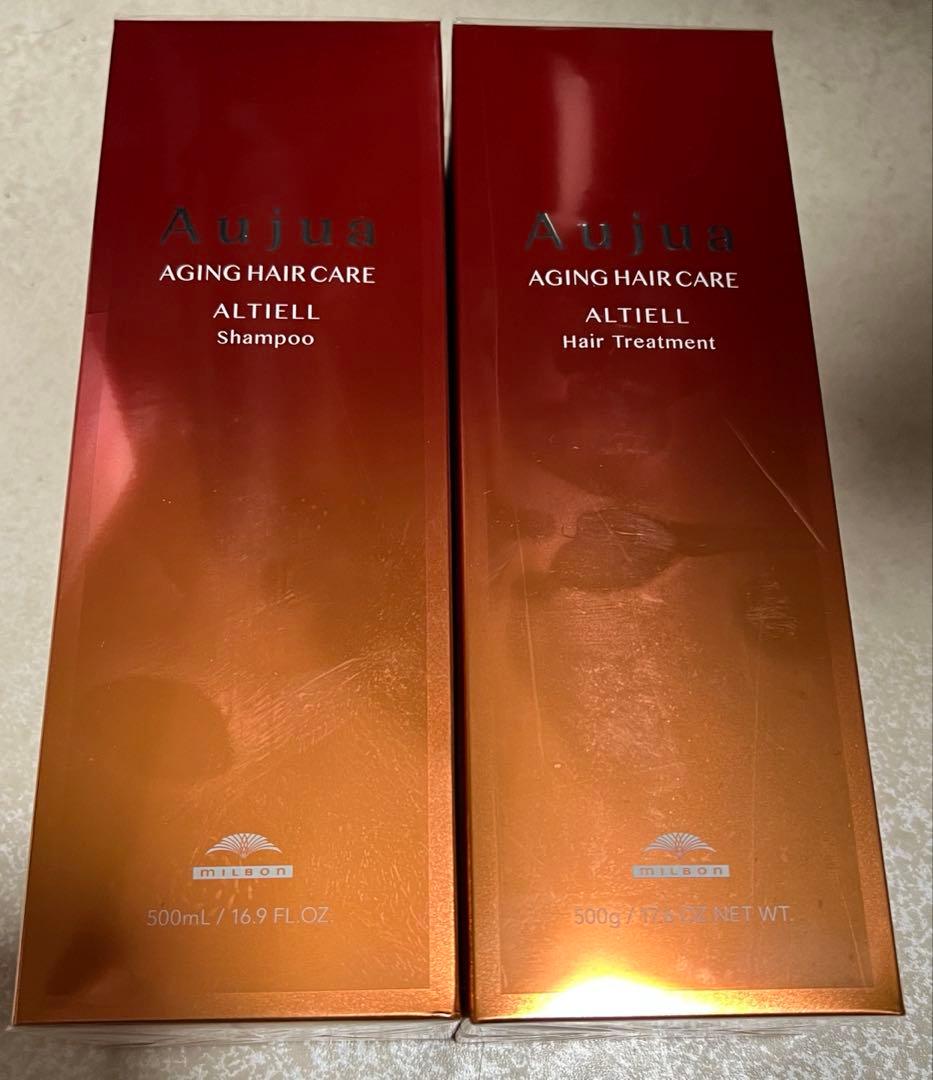 Aujua
AGING HAIR CARE
ALTIELL
Shampoo
MILBON
500mL / 16.9 FL.OZ.
Aujua
AGING HAIR CARE
ALTIELL
Hair Treatment
MILBON
500g / 17.6 OZ.NET WT.